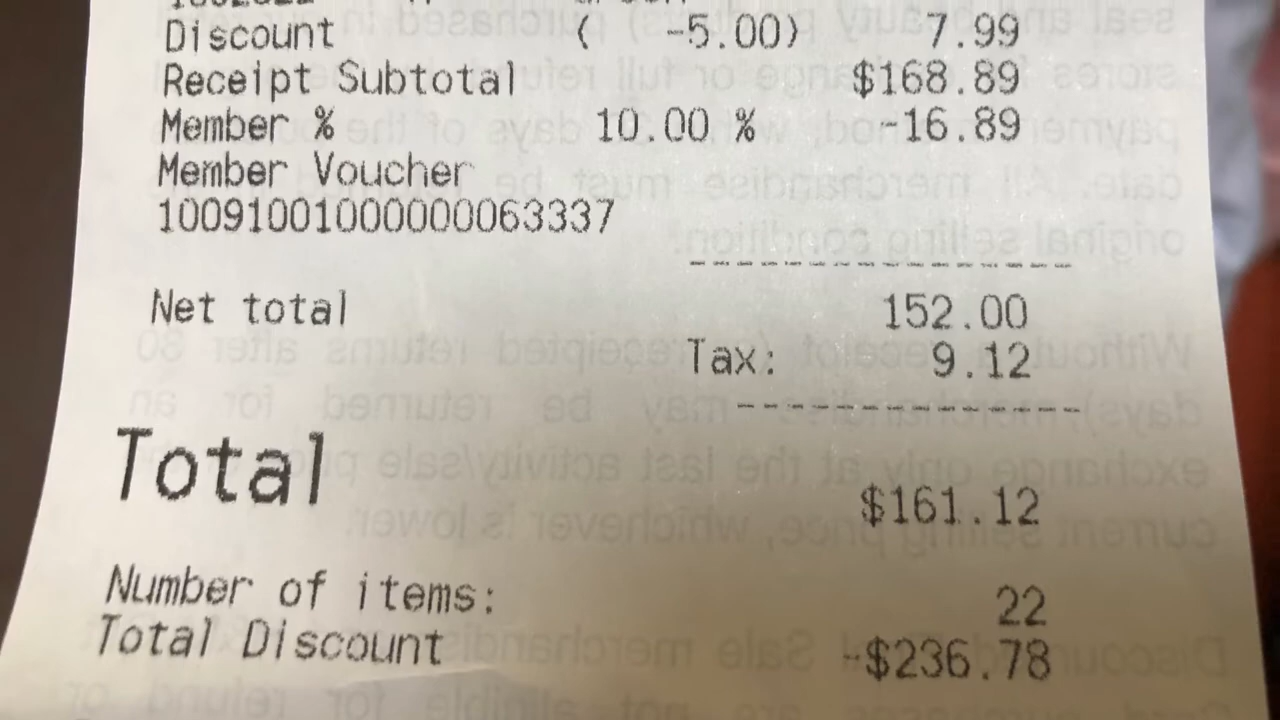 Discount ( -5.00) 7.99
Receipt Subtotal $168.89
Member % 10.00 % -16.89
Member Voucher
10091001000000063337
Net total 152.00
Tax: 9.12
Total $161.12
Number of items: 22
Total Discount -$236.78